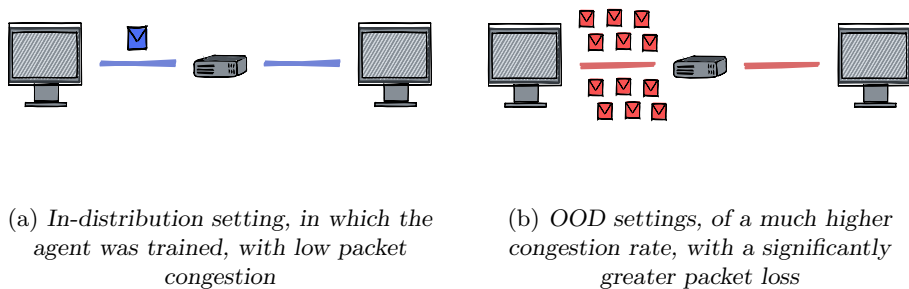 (a) In-distribution setting, in which the
agent was trained, with low packet
congestion
(b) OOD settings, of a much higher
congestion rate, with a significantly
greater packet loss